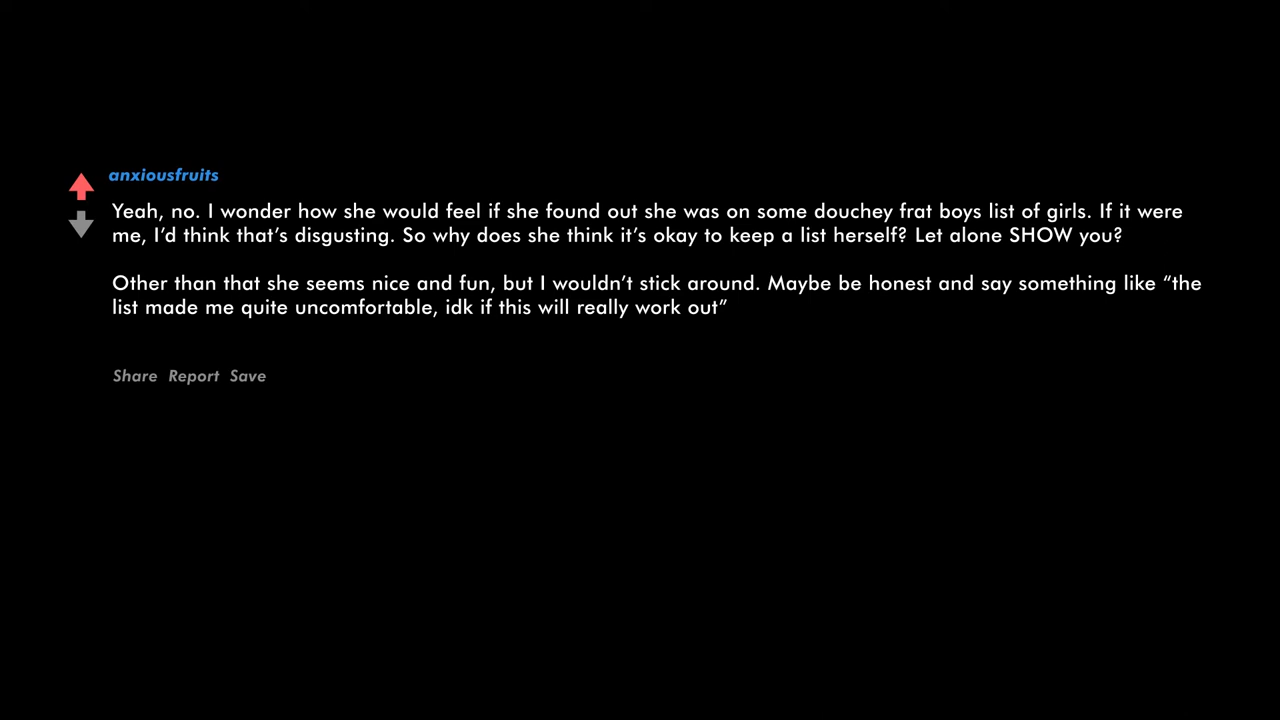 anxiousfruits
Yeah, no. I wonder how she would feel if she found out she was on some douchey frat boys list of girls. If it were
me, I’d think that’s disgusting. So why does she think it’s okay to keep a list herself? Let alone SHOW you?
Other than that she seems nice and fun, but I wouldn’t stick around. Maybe be honest and say something like “the
list made me quite uncomfortable, idk if this will really work out”
Share Report Save